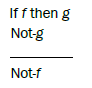 If f then g
Not-g
Not-f